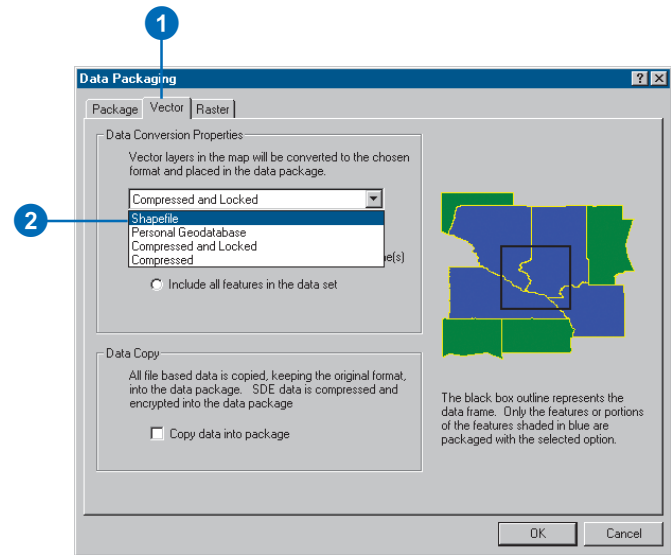 1
Data Packaging
Package Vector Raster
Data Conversion Properties
Vector layers in the map will be converted to the chosen
format and placed in the data package.
Compressed and Locked
2
Shapefile
Personal Geodatabase
Compressed and Locked
Compressed
Include all features in the data set
Data Copy
All file based data is copied, keeping the original format,
into the data package. SDE data is compressed and
encrypted into the data package
Copy data into package
The black box outline represents the
data frame. Only the features or portions
of the features shaded in blue are
packaged with the selected option.
OK Cancel